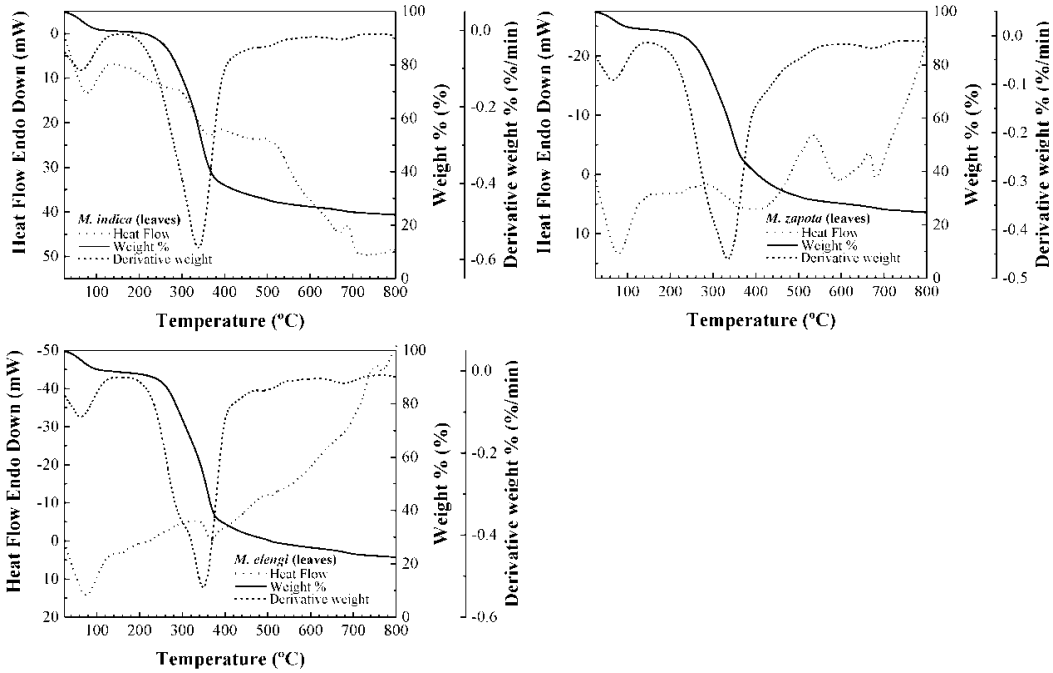 Heat Flow Endo Down (mW)
0
10
20
30
40
50
M. indica (leaves)
Heat Flow
Weight %
Derivative weight
100 200 300 400 500 600 700 800
Temperature (°C)
100
80
60
40
20
0
Weight % (%)
0.0
-0.2
-0.4
-0.6
Derivative weight % (%/min)
Heat Flow Endo Down (mW)
-20
-10
0
10
M. zapota (leaves)
Heat Flow
Weight %
Derivative weight
100 200 300 400 500 600 700 800
Temperature (°C)
100
80
60
40
20
0
Weight % (%)
0.0
-0.1
-0.2
-0.3
-0.4
-0.5
Derivative weight % (%/min)
Heat Flow Endo Down (mW)
-50
-40
-30
-20
-10
0
10
20
M. elengi (leaves)
Heat Flow
Weight %
Derivative weight
100 200 300 400 500 600 700 800
Temperature (°C)
100
80
60
40
20
0
Weight % (%)
0.0
-0.2
-0.4
-0.6
Derivative weight % (%/min)